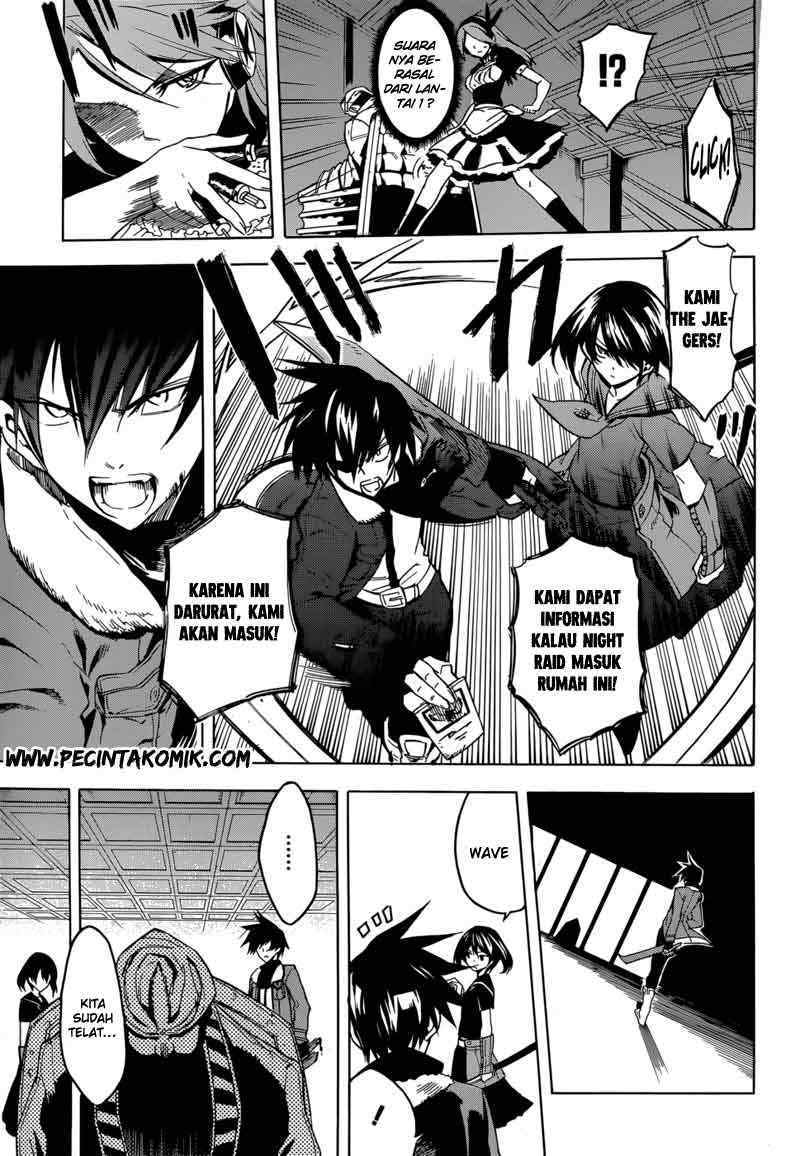 CLICK!
!?
SUARA
NYA BE-
RASAL
DARI LAN-
TAI 1?
KAMI
THE JAE-
GERS!
KAMI DAPAT
INFORMASI
KALAU NIGHT
RAID MASUK
RUMAH INI!
KARENA INI
DARURAT, KAMI
AKAN MASUK!
WWW.PECINTAKOMIK.COM
WAVE
!
......
KITA
SUDAH
TELAT...